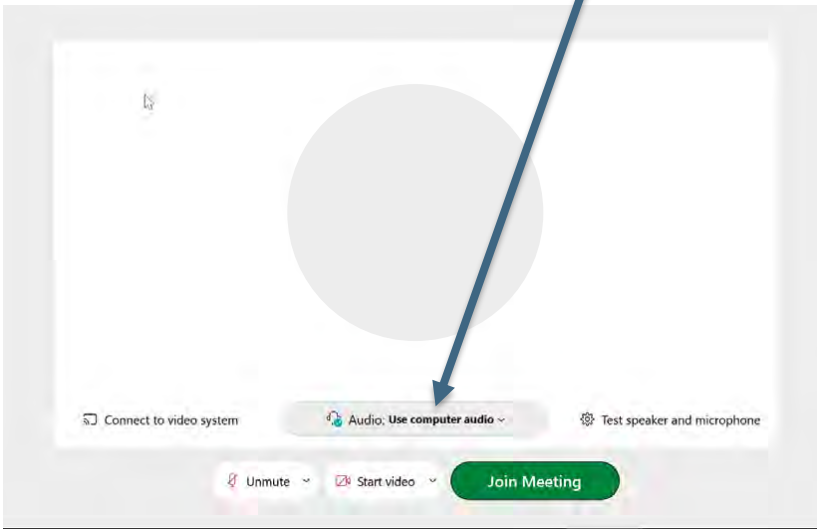 Connect to video system
Audio: Use computer audio
Test speaker and microphone
Unmute
Start video
Join Meeting